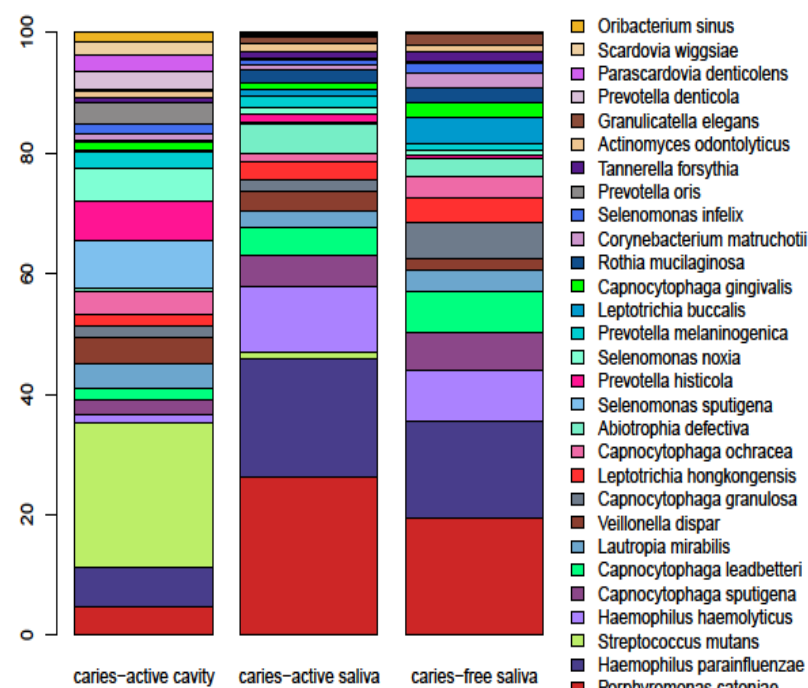 100
80
60
40
20
0
caries-active cavity
caries-active saliva
caries-free saliva
Oribacterium sinus
Scardovia wiggsiae
Parascardovia denticolens
Prevotella denticola
Granulicatella elegans
Actinomyces odontolyticus
Tannerella forsythia
Prevotella oris
Selenomonas infelix
Corynebacterium matruchotii
Rothia mucilaginosa
Capnocytophaga gingivalis
Leptotrichia buccalis
Prevotella melaninogenica
Selenomonas noxia
Prevotella histicola
Selenomonas sputigena
Abiotrophia defectiva
Capnocytophaga ochracea
Leptotrichia hongkongensis
Capnocytophaga granulosa
Veillonella dispar
Lautropia mirabilis
Capnocytophaga leadbetteri
Capnocytophaga sputigena
Haemophilus haemolyticus
Streptococcus mutans
Haemophilus parainfluenzae
Porphyromonas catoniae